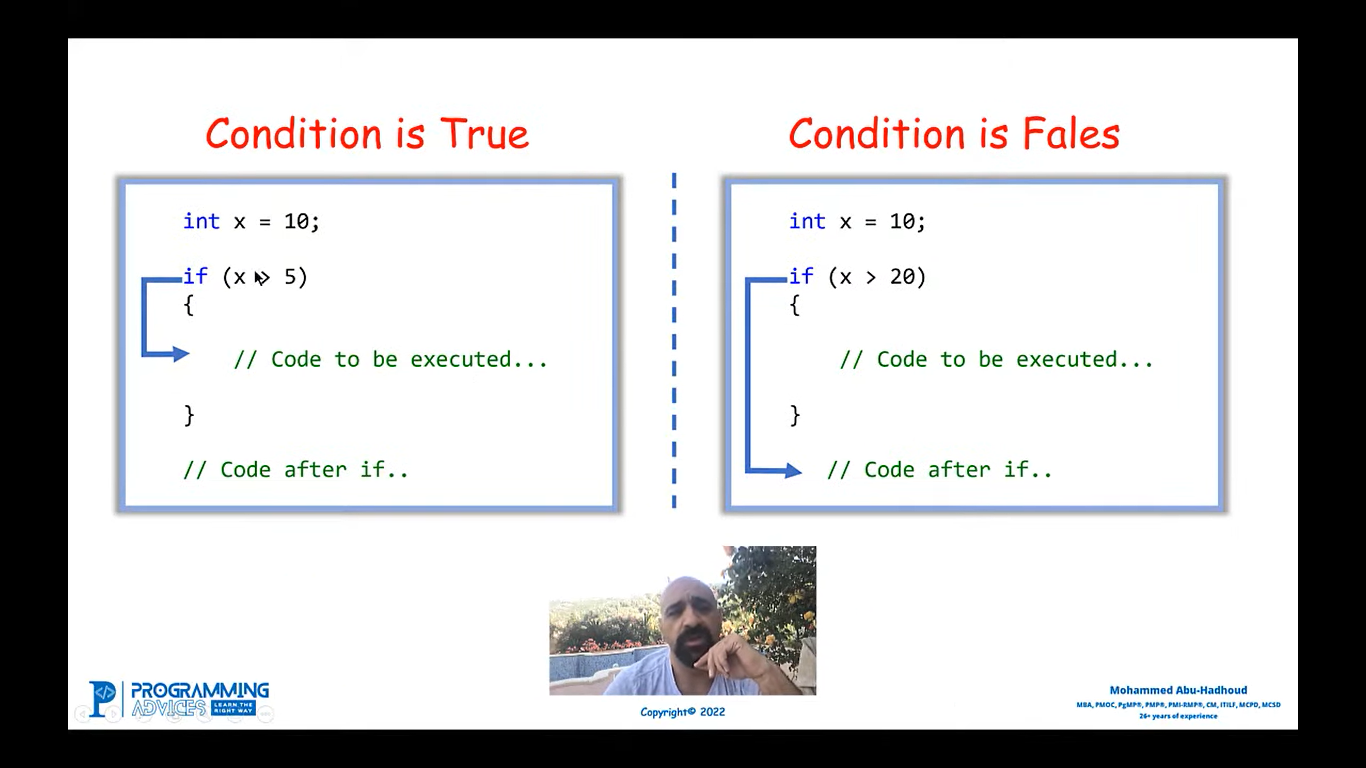 Condition is True
int x = 10;
if (x > 5)
{
// Code to be executed...
}
// Code after if..
Condition is Fales
int x = 10;
if (x > 20)
{
// Code to be executed...
}
// Code after if..
PROGRAMMING
ADVICES LEARN THE RIGHT WAY
Copyright© 2022
Mohammed Abu-Hadhoud
MBA, PMOC, PgMP®, PMP®, PMI-RMP®, CM, ITILF, MCPD, MCSD
26+ years of experience